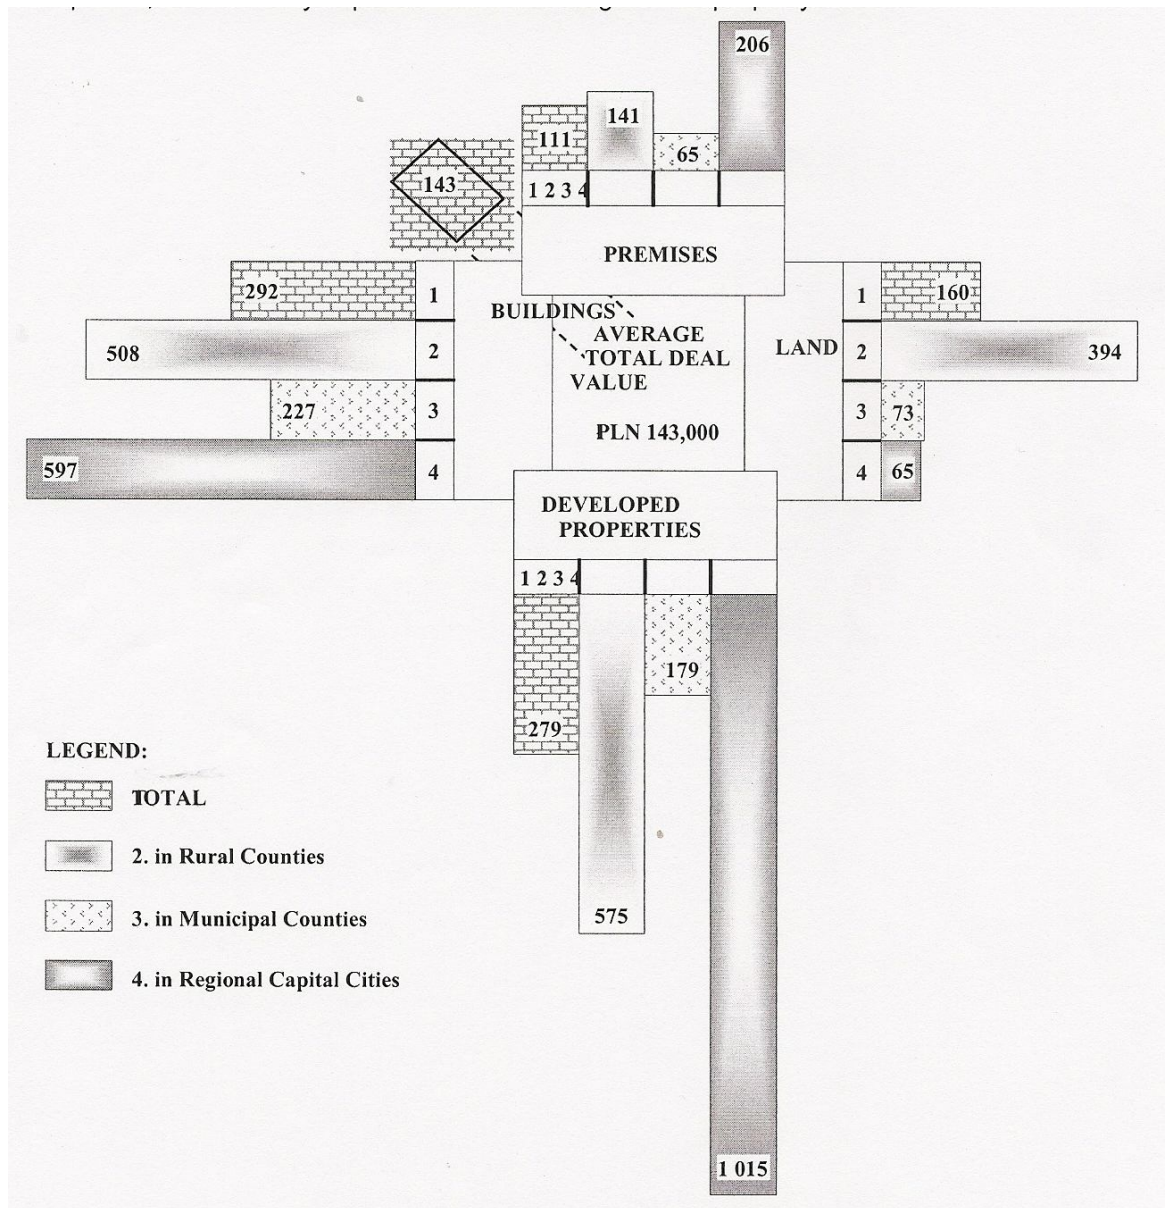 206
141
111
65
143
1 2 3 4
PREMISES
292
1
1
160
BUILDINGS
AVERAGE
508
2
TOTAL DEAL
LAND
2
394
VALUE
227
3
3
73
PLN 143,000
597
4
4
65
DEVELOPED
PROPERTIES
1 2 3 4
179
279
LEGEND:
TOTAL
2. in Rural Counties
575
3. in Municipal Counties
4. in Regional Capital Cities
1 015